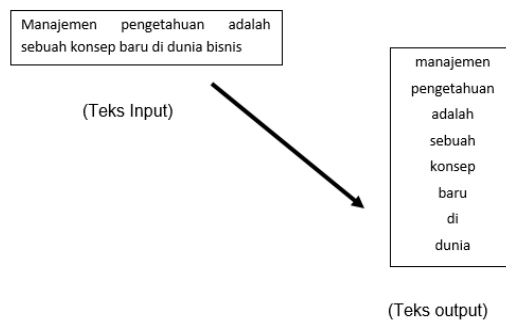 Manajemen pengetahuan adalah
sebuah konsep baru di dunia bisnis
(Teks Input)
manajemen
pengetahuan
adalah
sebuah
konsep
baru
di
dunia
(Teks output)